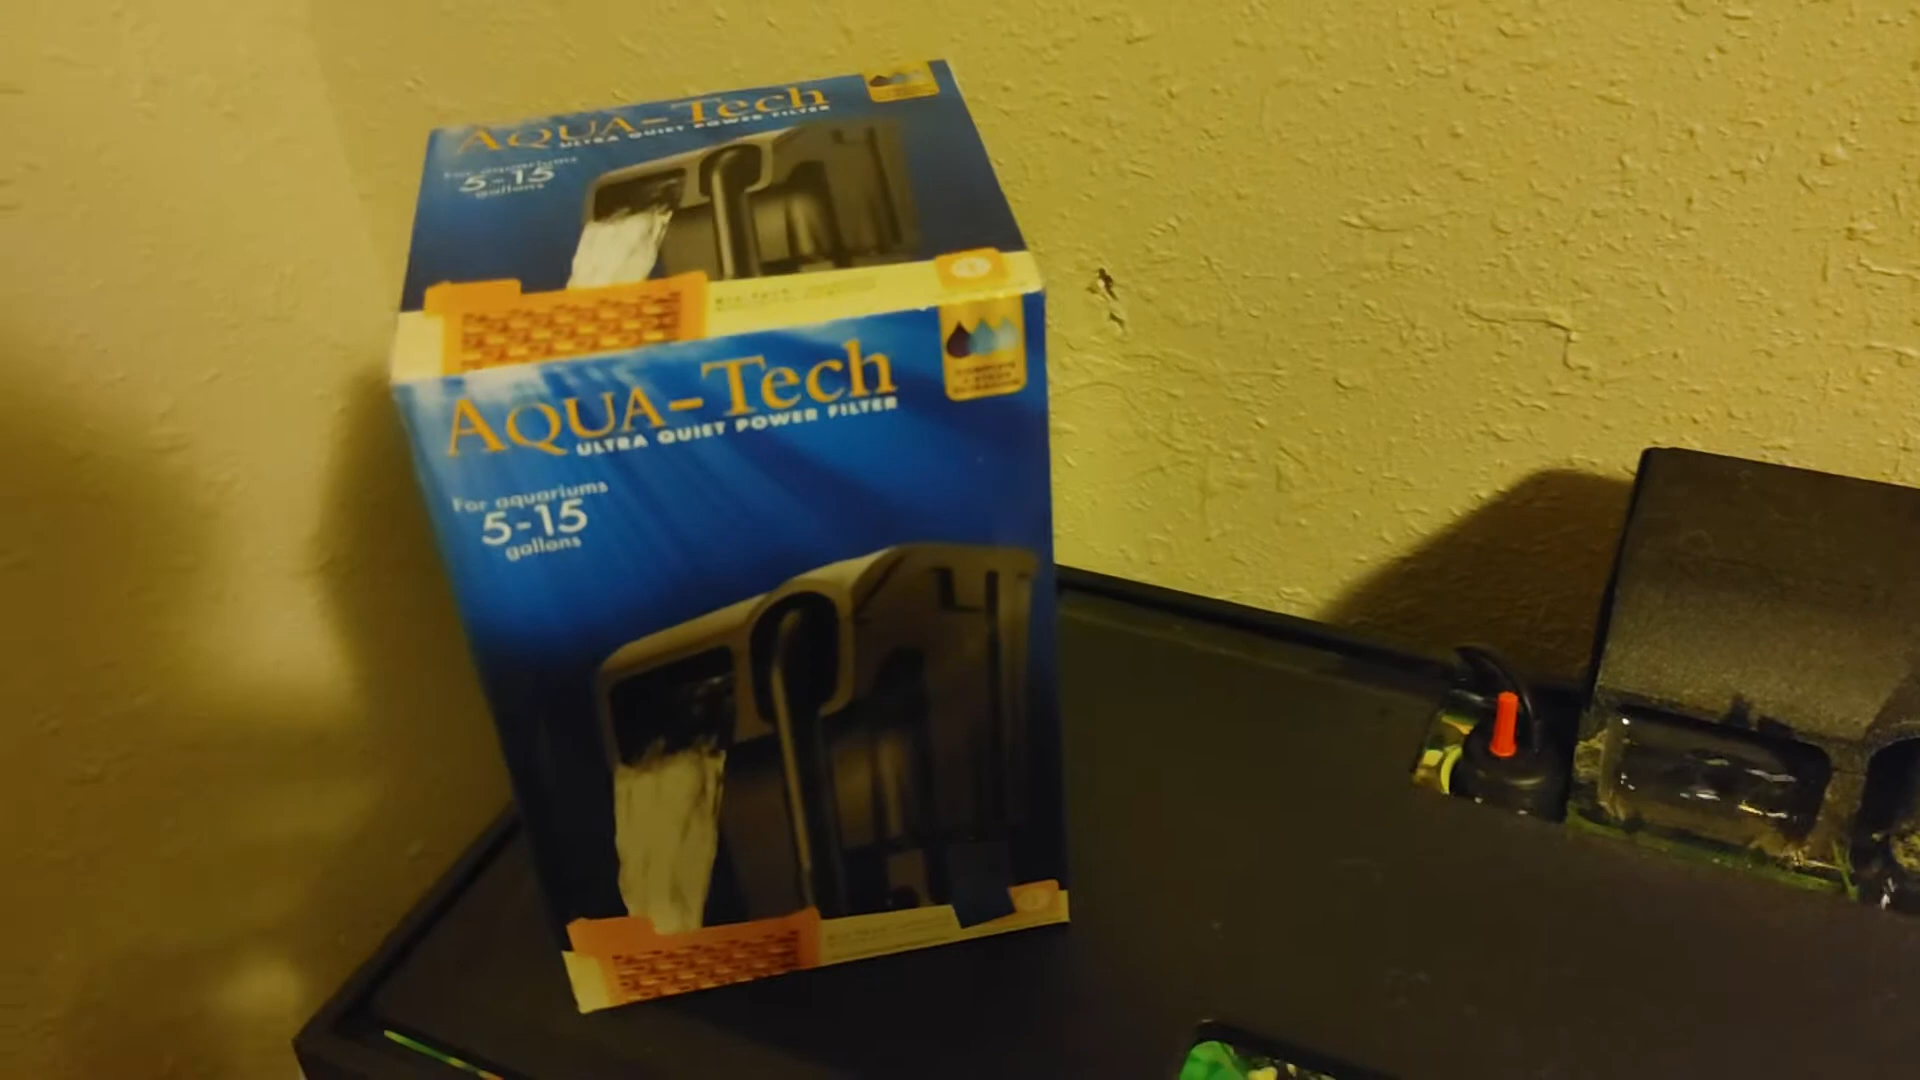 AQUA-Tech
ULTRA QUIET POWER FILTER
For aquariums
5-15
gallons
AQUA-Tech
ULTRA QUIET POWER FILTER
For aquariums
5-15
gallons